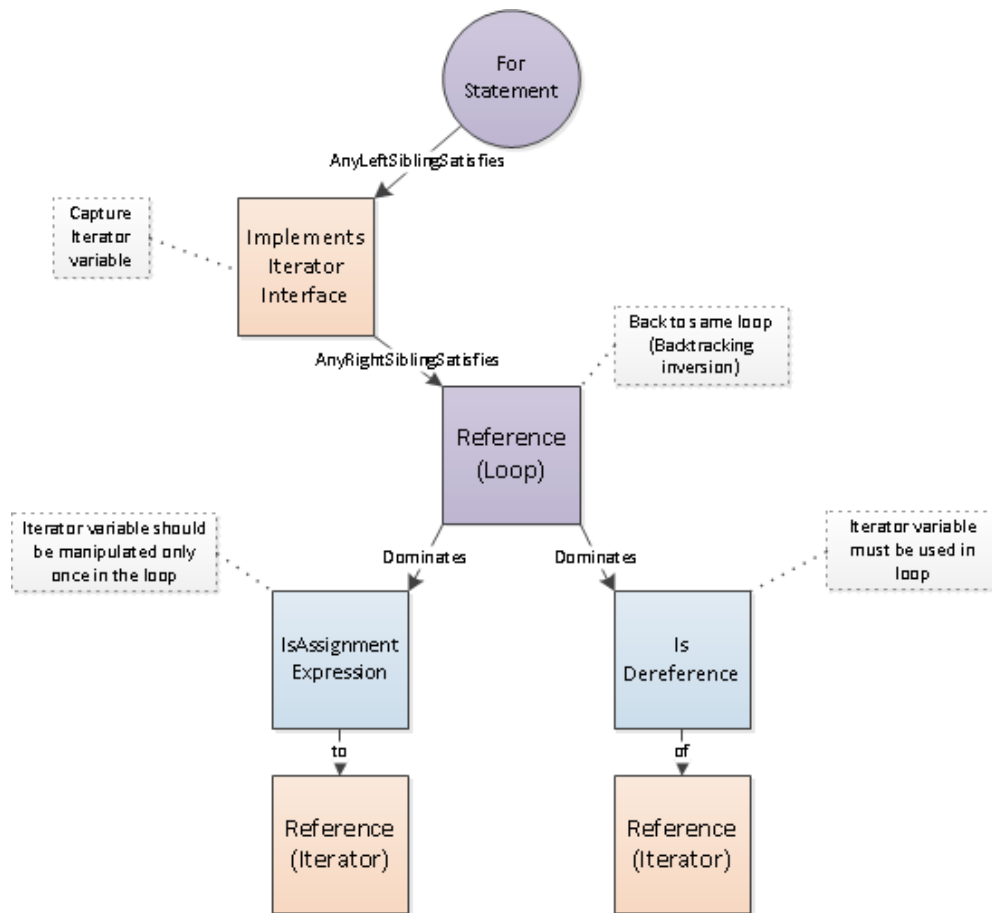 For
Statement
AnyLeftSiblingSatisfies
Capture
Iterator
variable
Implements
Iterator
Interface
Back to same loop
(Backtracking
inversion)
AnyRightSiblingSatisfies
Reference
(Loop)
Iterator variable should
be manipulated only
once in the loop
Iterator variable
must be used in
loop
Dominates
Dominates
IsAssignment
Expression
Is
Dereference
to
of
Reference
(Iterator)
Reference
(Iterator)